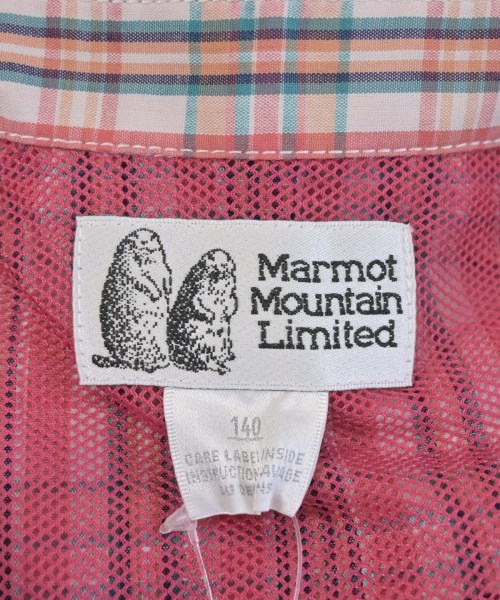 Marmot
Mountain
Limited
140
CARE LABEL INSIDE